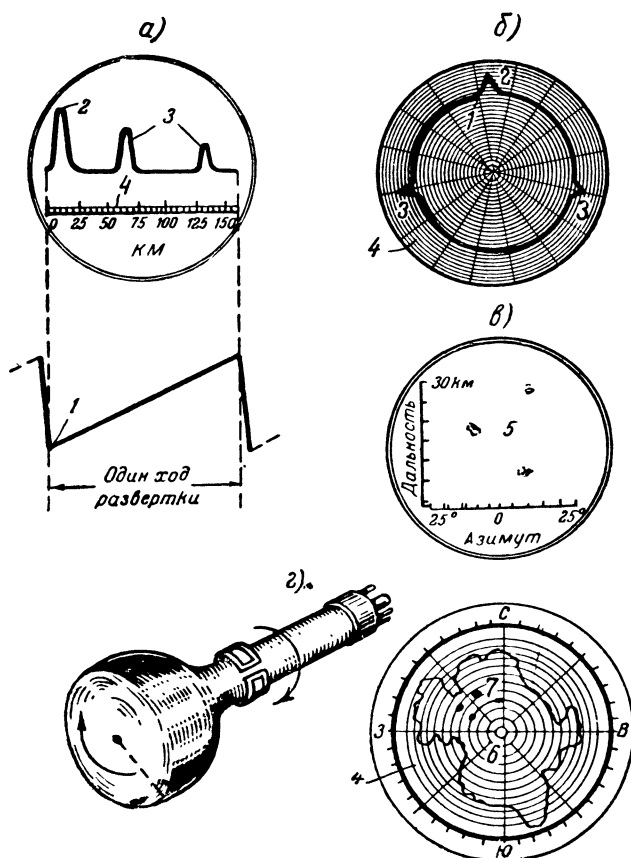 а)
2
3
4
0 25 50 75 100 125 150
КМ
1
Один ход
развертки
б)
2
1
3 3
4
в)
30 км
5
Дальность
25° 0 25°
Азимут
г).
С
7
З В
6
4
Ю